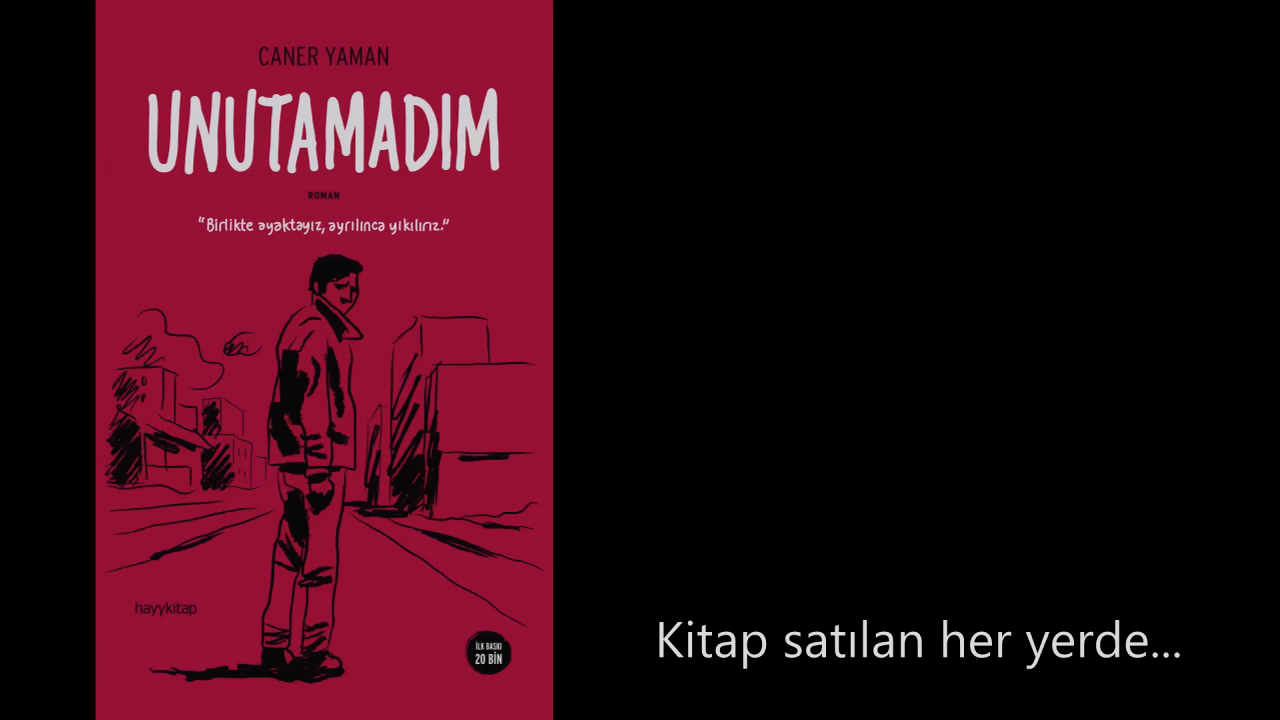 CANER YAMAN
UNUTAMADIM
ROMAN
“Birlikte ayaktayız, ayrılınca yıkılırız.”
hayykitap
İLK BASKI
20 BİN
Kitap satılan her yerde...